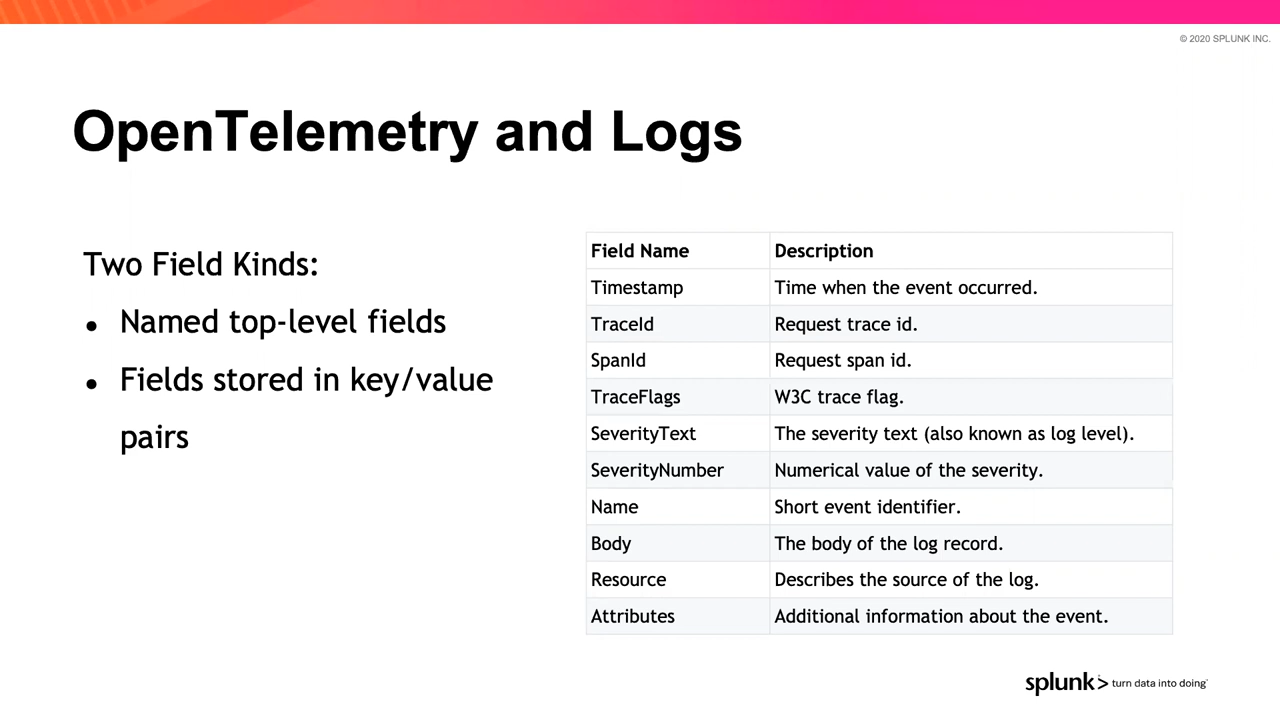 © 2020 SPLUNK INC.
OpenTelemetry and Logs
Two Field Kinds:
● Named top-level fields
● Fields stored in key/value
pairs
Field Name Description
Timestamp Time when the event occurred.
TraceId Request trace id.
SpanId Request span id.
TraceFlags W3C trace flag.
SeverityText The severity text (also known as log level).
SeverityNumber Numerical value of the severity.
Name Short event identifier.
Body The body of the log record.
Resource Describes the source of the log.
Attributes Additional information about the event.
splunk> turn data into doing